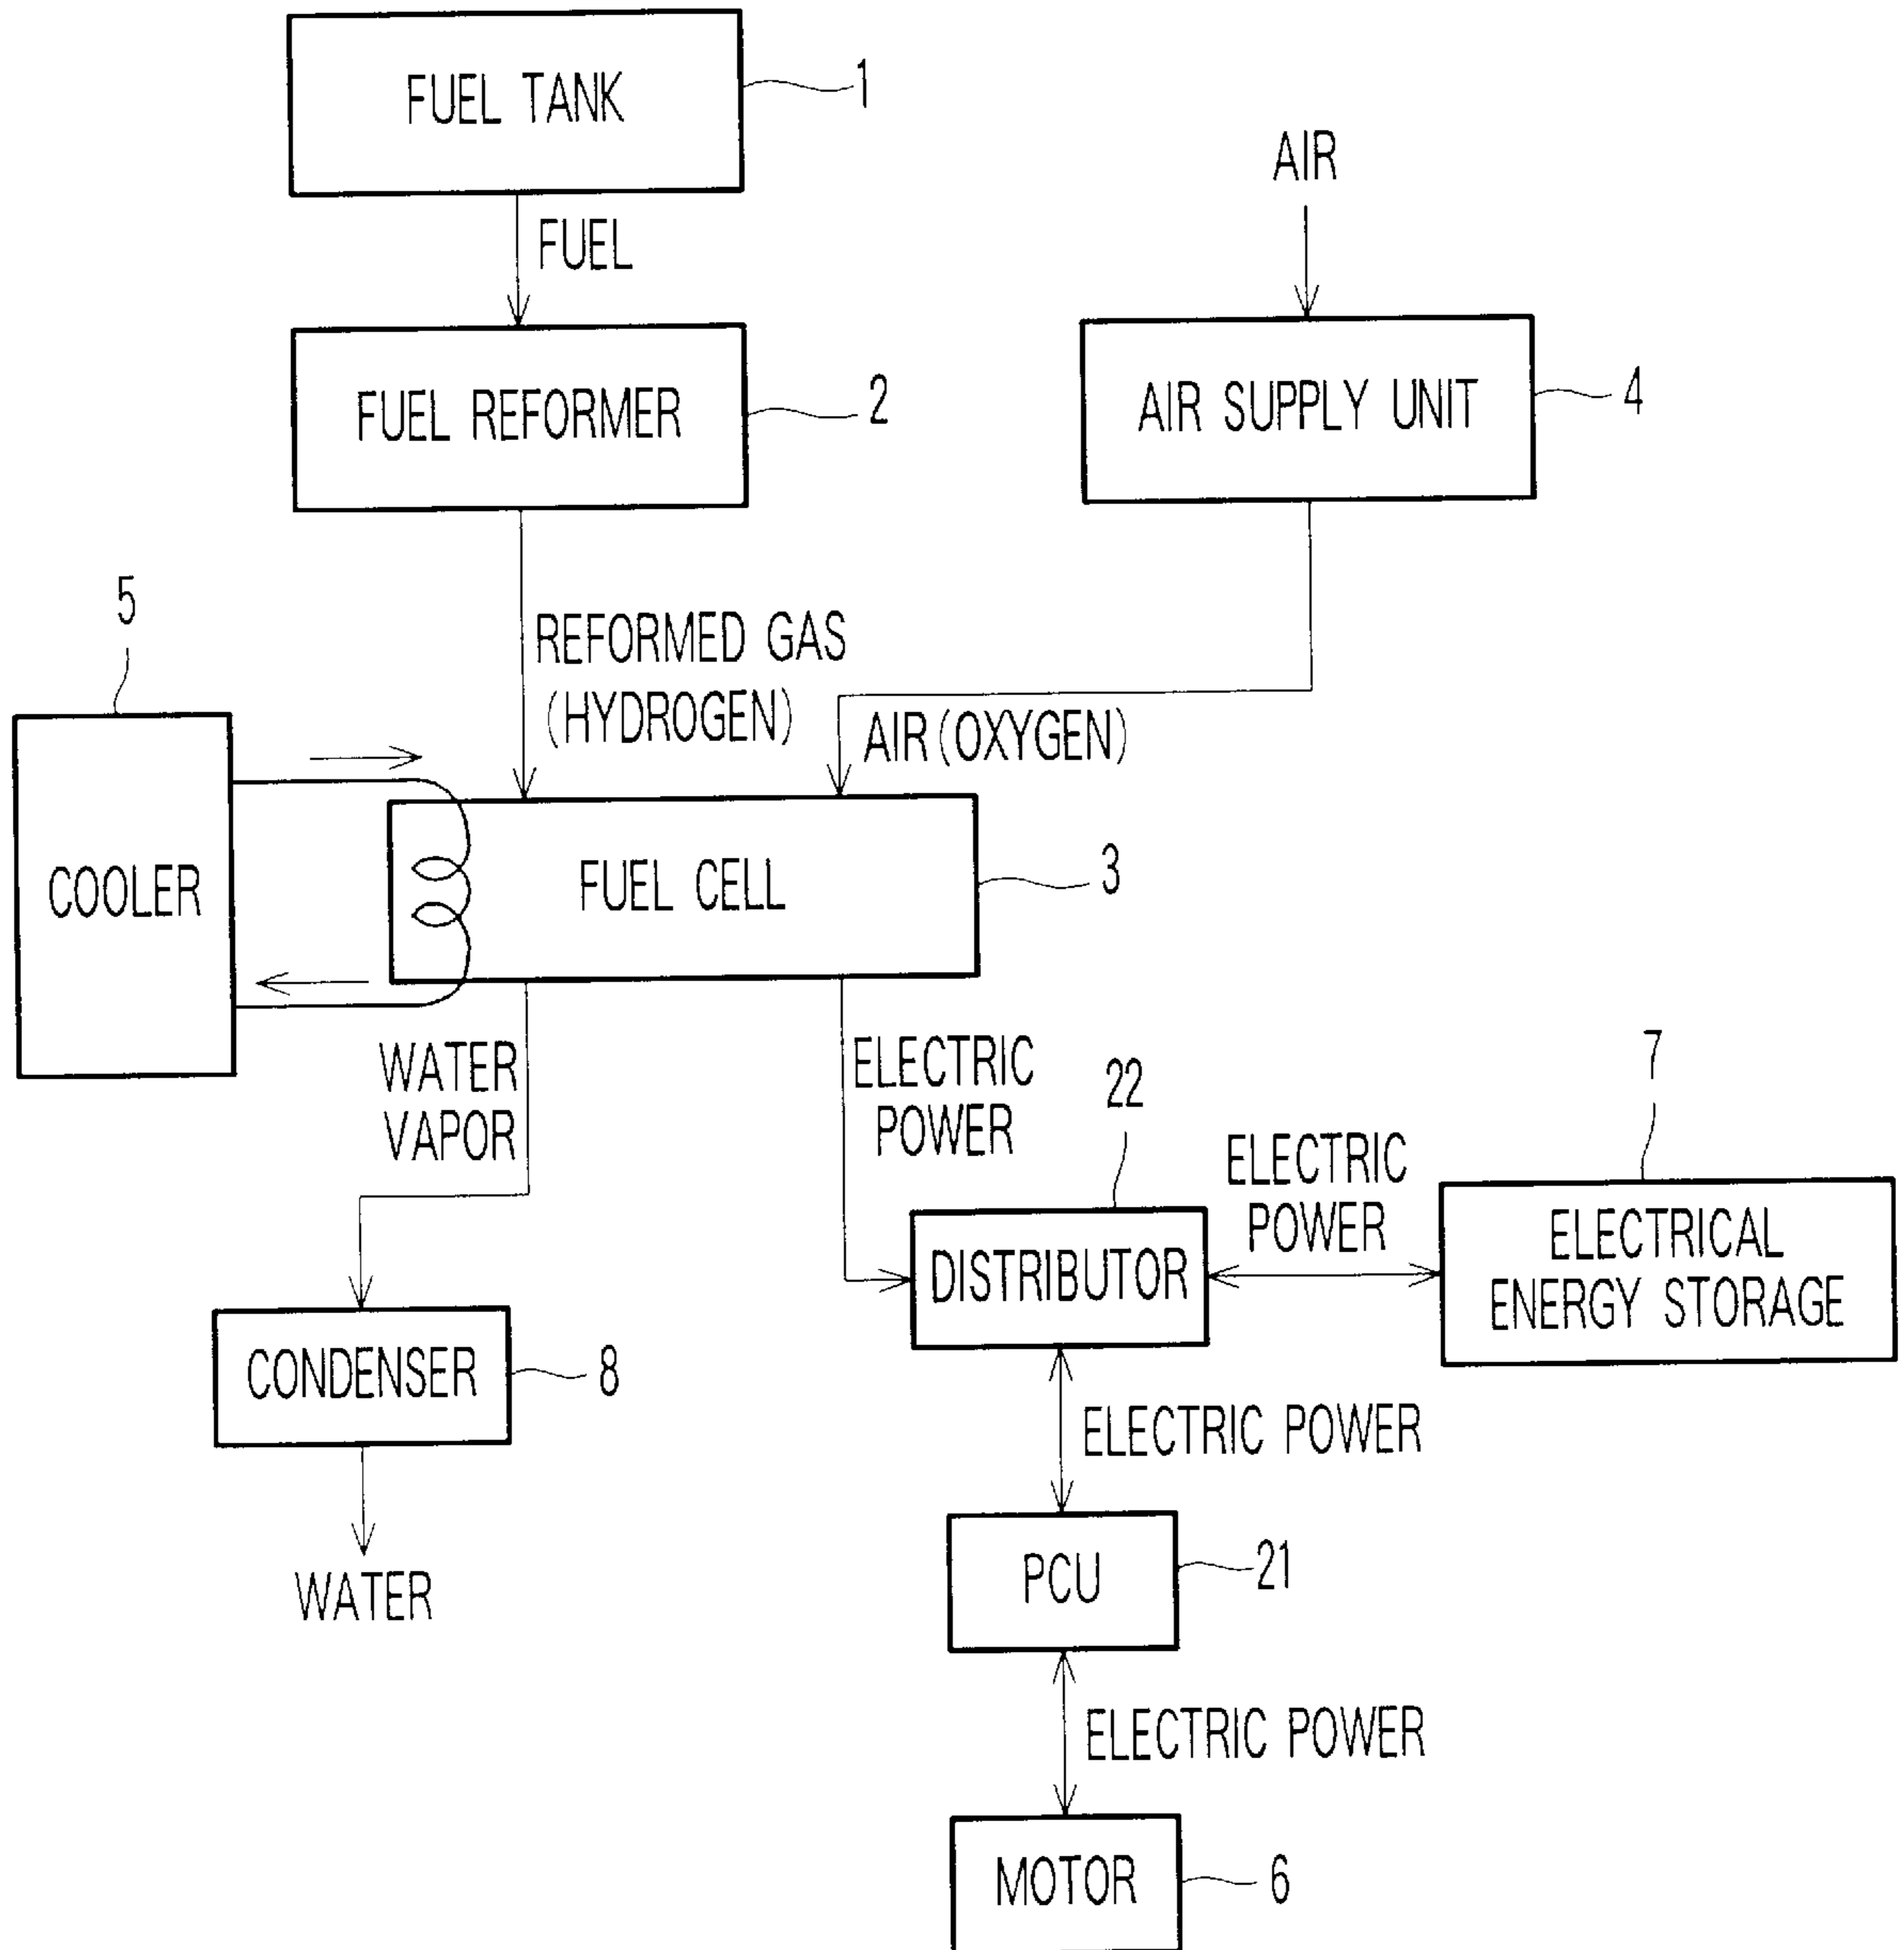 FUEL TANK
1
FUEL
AIR
FUEL REFORMER
2
AIR SUPPLY UNIT
4
REFORMED GAS
(HYDROGEN)
AIR (OXYGEN)
5
COOLER
FUEL CELL
3
WATER
VAPOR
ELECTRIC
POWER
22
ELECTRIC
POWER
7
DISTRIBUTOR
ELECTRICAL
ENERGY STORAGE
CONDENSER
8
ELECTRIC POWER
WATER
PCU
21
ELECTRIC POWER
MOTOR
6